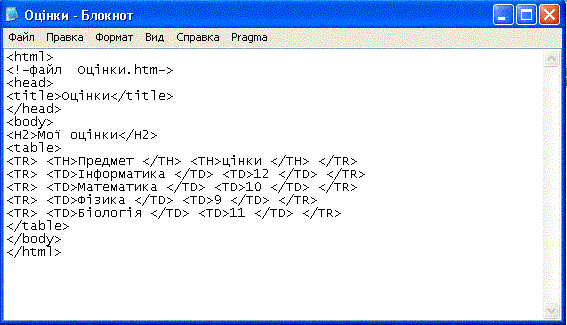 Оцінки - Блокнот
Файл Правка Формат Вид Справка Pragma
<html>
<!-файл  Оцінки.htm->
<head>
<title>Оцінки</title>
</head>
<body>
<H2>Мої оцінки</H2>
<table>
<TR> <TH>Предмет </TH> <TH>цінки </TH> </TR>
<TR> <TD>Інформатика </TD> <TD>12 </TD> </TR>
<TR> <TD>Математика </TD> <TD>10 </TD> </TR>
<TR> <TD>Фізика </TD> <TD>9 </TD> </TR>
<TR> <TD>Біологія </TD> <TD>11 </TD> </TR>
</table>
</body>
</html>